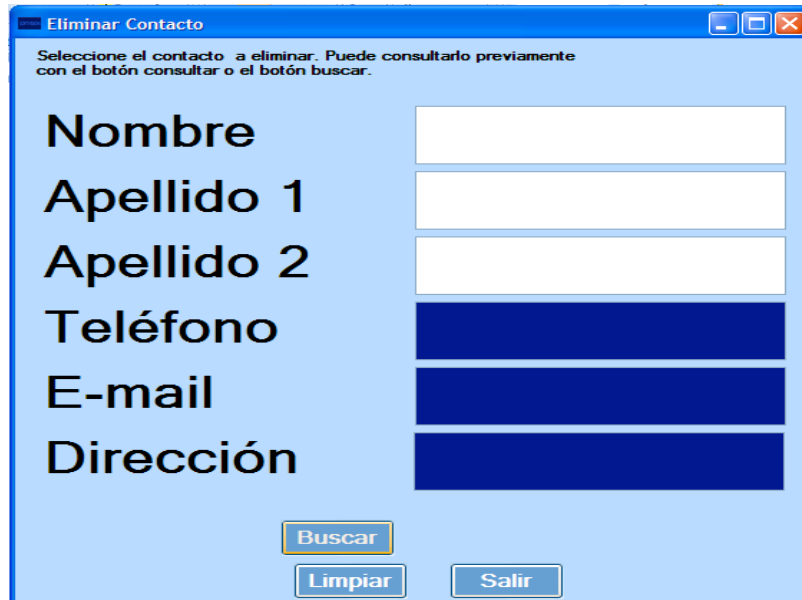 Eliminar Contacto
Seleccione el contacto a eliminar. Puede consultarlo previamente
con el botón consultar o el botón buscar.
Nombre
Apellido 1
Apellido 2
Teléfono
E-mail
Dirección
Buscar
Limpiar Salir